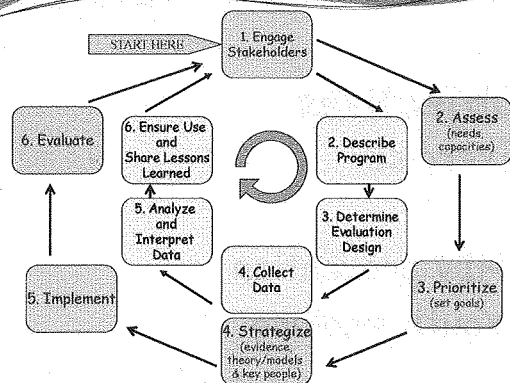 START HERE
1. Engage
Stakeholders
2. Assess
(needs,
capacities)
3. Prioritize
(set goals)
4. Strategize
(evidence,
theory/models
& key people)
5. Implement
6. Evaluate
2. Describe
Program
3. Determine
Evaluation
Design
4. Collect
Data
5. Analyze
and
Interpret
Data
6. Ensure Use
and
Share Lessons
Learned